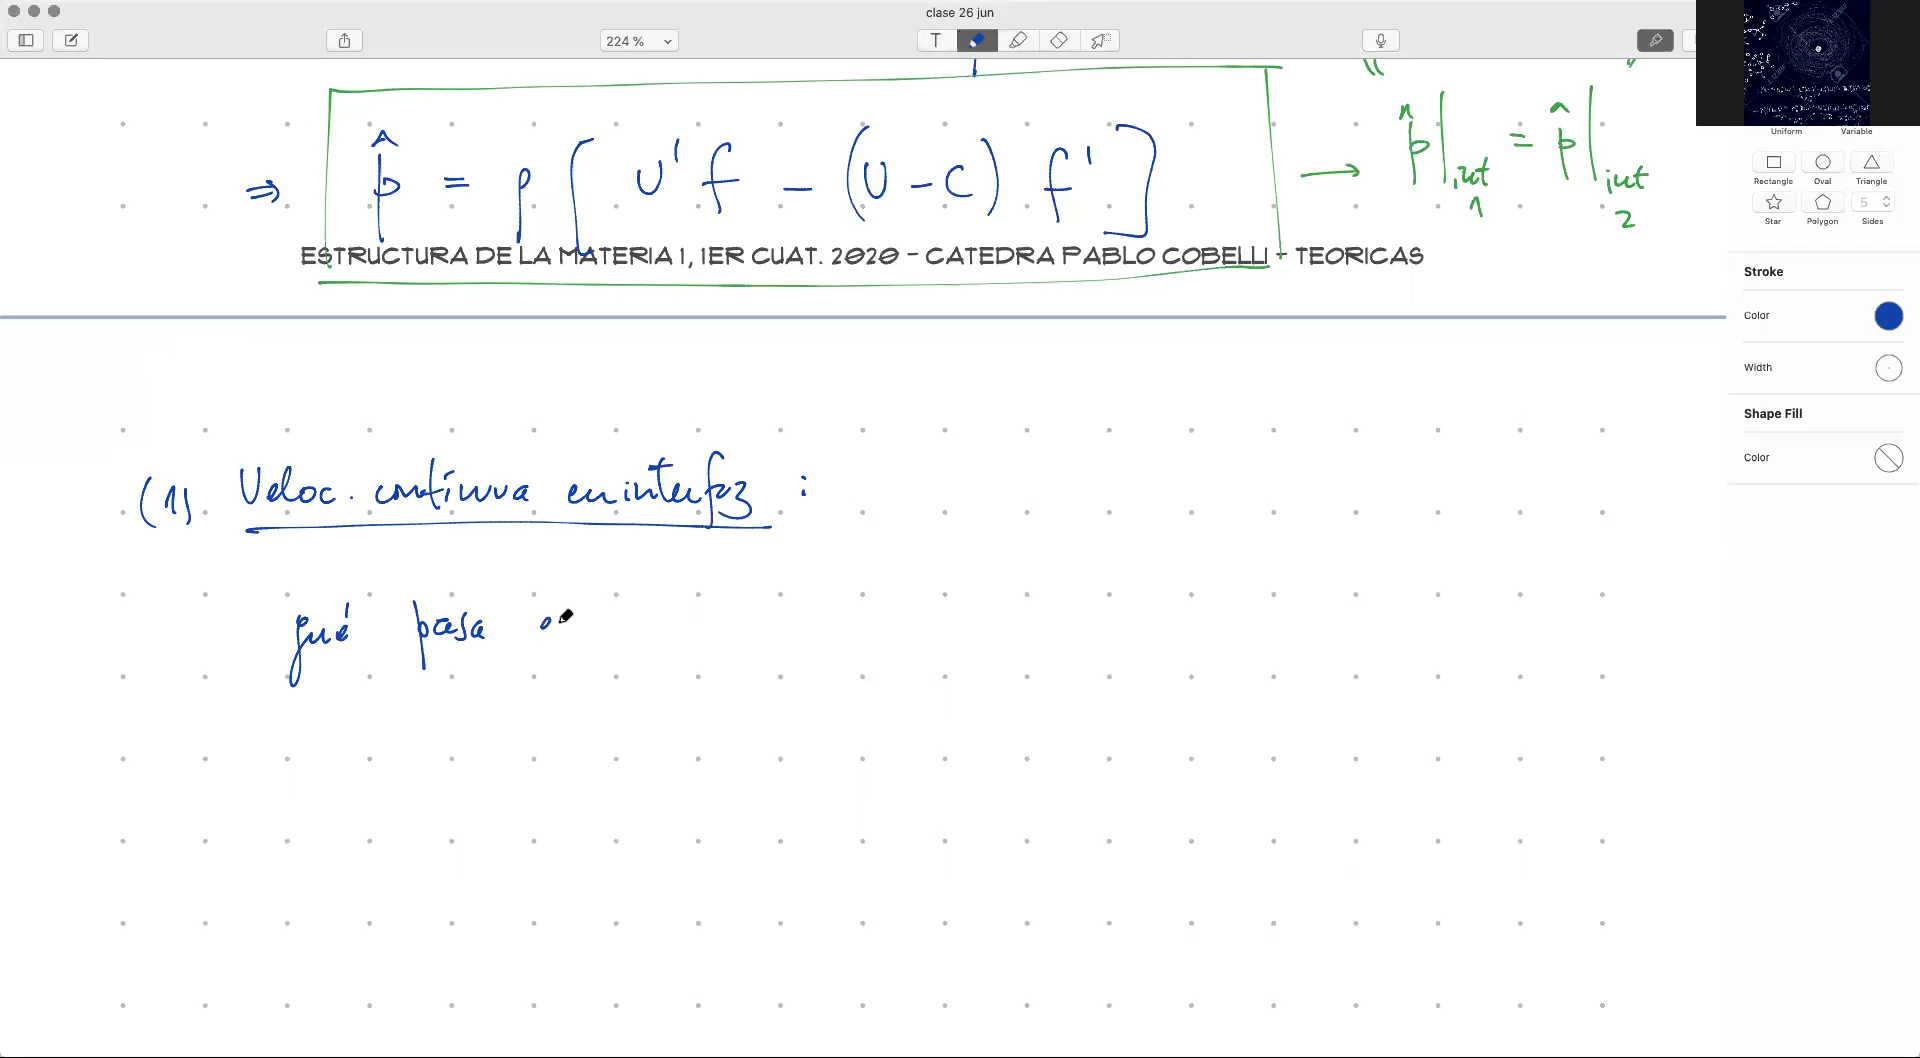 clase 26 jun
224 %
T
Uniform Variable
⇒ p̂ = ρ [ U' f − (U − c) f' ] → p̂ |int 1 = p̂ |int 2
Rectangle Oval Triangle
5
Star Polygon Sides
ESTRUCTURA DE LA MATERIA 1, 1ER CUAT. 2020 - CATEDRA PABLO COBELLI - TEORICAS
Stroke
Color
Width
Shape Fill
Color
(1) Veloc. contínua en interfaz :
qué pasa